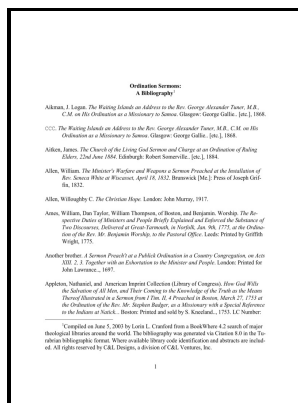 Ordination Sermons:
A Bibliography¹
Aikman, J. Logan. The Waiting Islands an Address to the Rev. George Alexander Tuner, M.B.,
C.M. on His Ordination as a Missionary to Samoa. Glasgow: George Gallie.. [etc.], 1868.
CCC. The Waiting Islands an Address to the Rev. George Alexander Tuner, M.B., C.M. on His
Ordination as a Missionary to Samoa. Glasgow: George Gallie.. [etc.], 1868.
Aitken, James. The Church of the Living God Sermon and Charge at an Ordination of Ruling
Elders, 22nd June 1884. Edinburgh: Robert Somerville.. [etc.], 1884.
Allen, William. The Minister's Warfare and Weapons a Sermon Preached at the Installation of
Rev. Seneca White at Wiscasset, April 18, 1832. Brunswick [Me.]: Press of Joseph Grif-
fin, 1832.
Allen, Willoughby C. The Christian Hope. London: John Murray, 1917.
Ames, William, Dan Taylor, William Thompson, of Boston, and Benjamin. Worship. The Re-
spective Duties of Ministers and People Briefly Explained and Enforced the Substance of
Two Discourses, Delivered at Great-Yarmouth, in Norfolk, Jan. 9th, 1775, at the Ordina-
tion of the Rev. Mr. Benjamin Worship, to the Pastoral Office. Leeds: Printed by Griffith
Wright, 1775.
Another brother. A Sermon Preach't at a Publick Ordination in a Country Congregation, on Acts
XIII. 2, 3. Together with an Exhortation to the Minister and People. London: Printed for
John Lawrance.., 1697.
Appleton, Nathaniel, and American Imprint Collection (Library of Congress). How God Wills
the Salvation of All Men, and Their Coming to the Knowledge of the Truth as the Means
Thereof Illustrated in a Sermon from I Tim. II, 4 Preached in Boston, March 27, 1753 at
the Ordination of the Rev. Mr. Stephen Badger, as a Missionary with a Special Reference
to the Indians at Natick. . Boston: Printed and sold by S. Kneeland.., 1753. LC Number:
¹Compiled on June 5, 2003 by Lorin L. Cranford from a BookWhere 4.2 search of major
theological libraries around the world. The bibliography was generated via Citation 8.0 in the Tu-
rabian bibliographic format. Where available library code identification and abstracts are includ-
ed. All rights reserved by C&L Designs, a division of C&L Ventures, Inc.
1